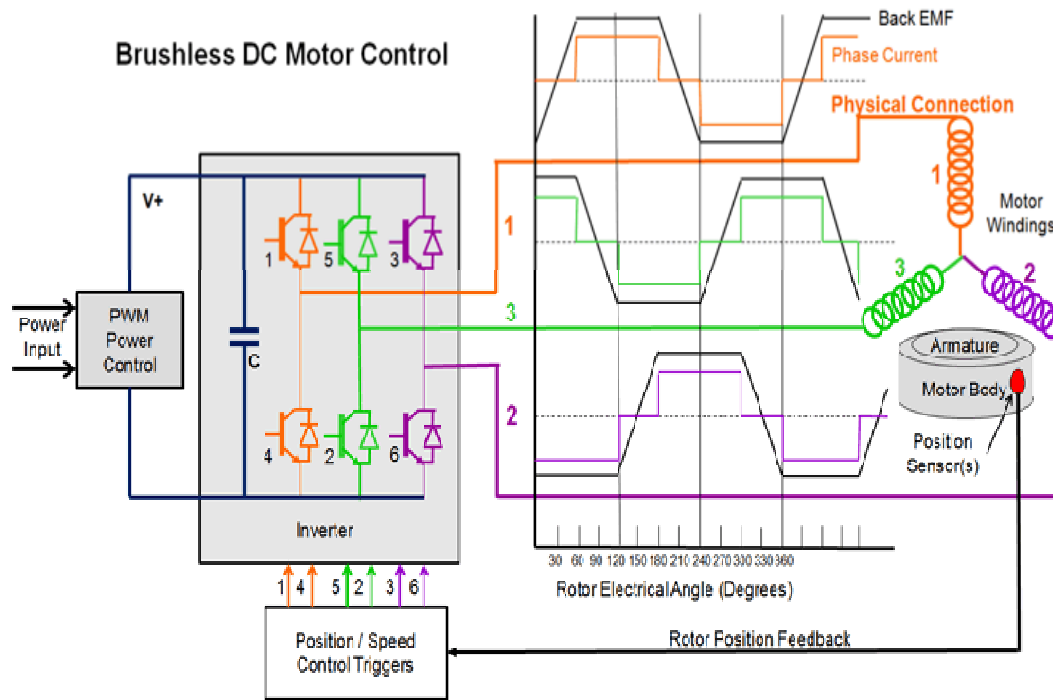 Brushless DC Motor Control
Back EMF
Phase Current
Physical Connection
V+
1
5
3
1
1
Motor
Windings
3
2
Power
Input
PWM
Power
Control
C
3
Armature
Motor Body
4
2
6
2
Position
Sensor(s)
Inverter
30 60 90 120 150 180 210 240 270 300 330 360
Rotor Electrical Angle (Degrees)
1 4 5 2 3 6
Position / Speed
Control Triggers
Rotor Position Feedback